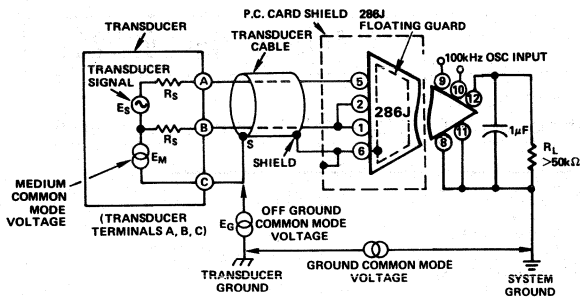 P.C. CARD SHIELD
286J
FLOATING GUARD
TRANSDUCER
TRANSDUCER
CABLE
100kHz OSC INPUT
TRANSDUCER
SIGNAL
RS
A
5
9
10
12
ES
2
286J
RS
B
1
11
1μF
RL
>50kΩ
EM
S
SHIELD
6
8
MEDIUM
COMMON
MODE
VOLTAGE
C
(TRANSDUCER
TERMINALS A, B, C)
EG
OFF GROUND
COMMON MODE
VOLTAGE
TRANSDUCER
GROUND
GROUND COMMON MODE
VOLTAGE
SYSTEM
GROUND